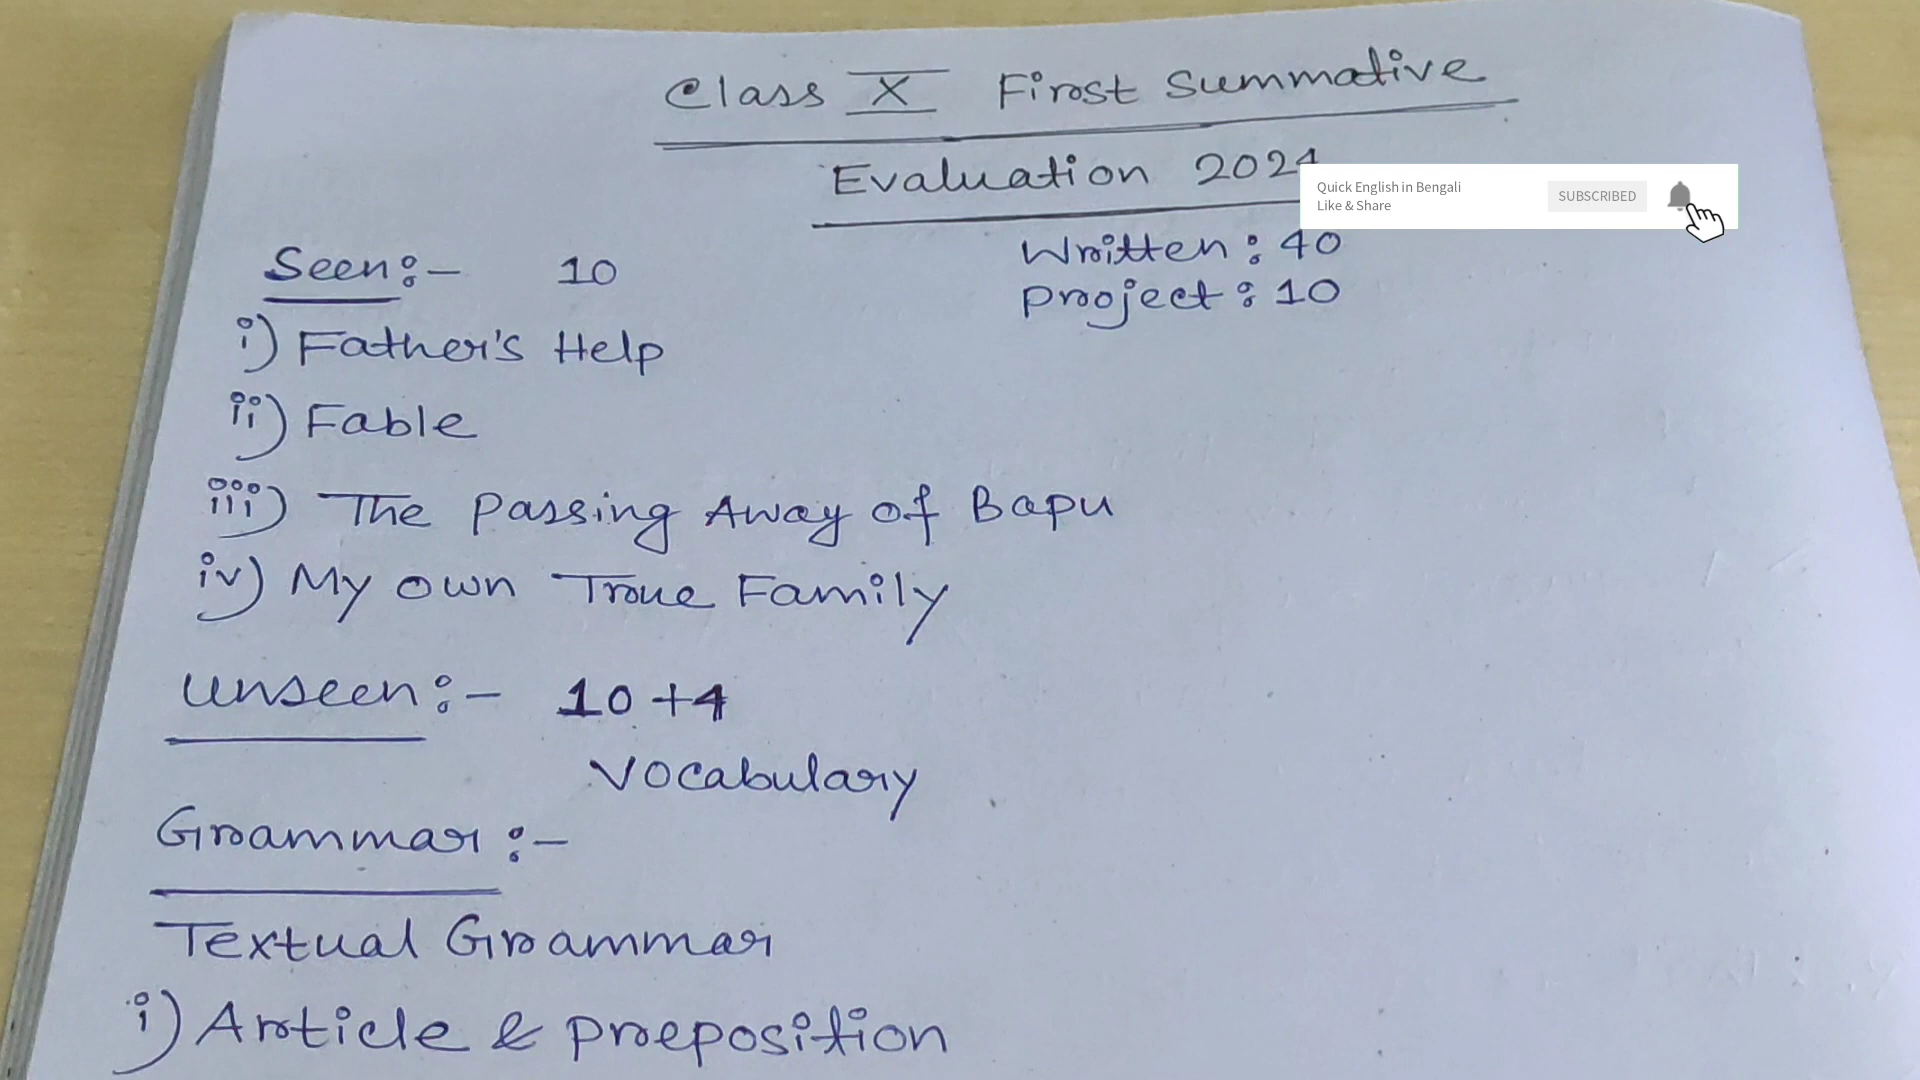 Class X First Summative
Evaluation 2024
Quick English in Bengali
Like & Share
SUBSCRIBED
Written : 40
Project : 10
Seen :- 10
i) Father's Help
ii) Fable
iii) The Passing Away of Bapu
iv) My own True Family
Unseen :- 10 + 4
Vocabulary
Grammar :-
Textual Grammar
i) Article & Preposition